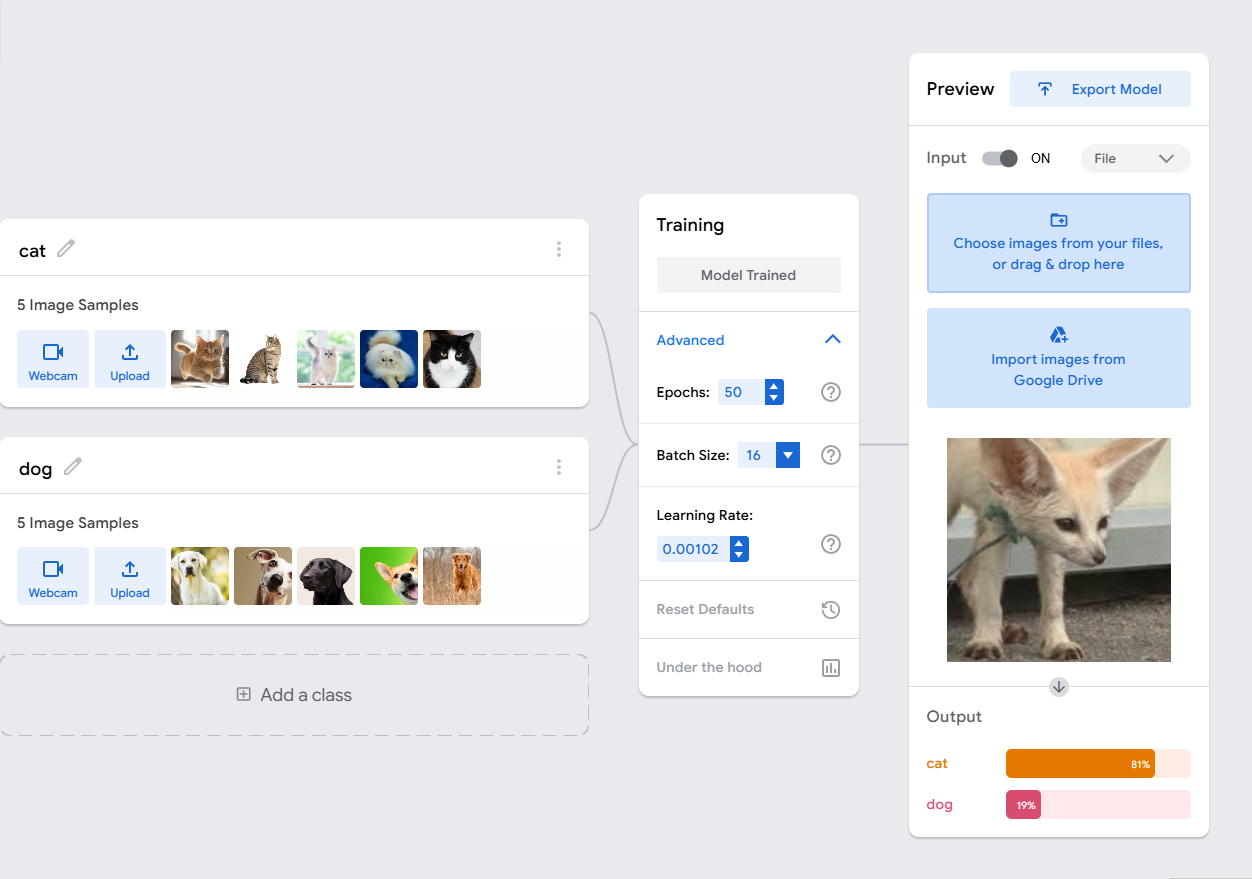 cat
5 Image Samples
Webcam
Upload
dog
5 Image Samples
Webcam
Upload
Add a class
Training
Model Trained
Advanced
Epochs: 50
Batch Size: 16
Learning Rate:
0.00102
Reset Defaults
Under the hood
Preview
Export Model
Input ON File
Choose images from your files,
or drag & drop here
Import images from
Google Drive
Output
cat 81%
dog 19%